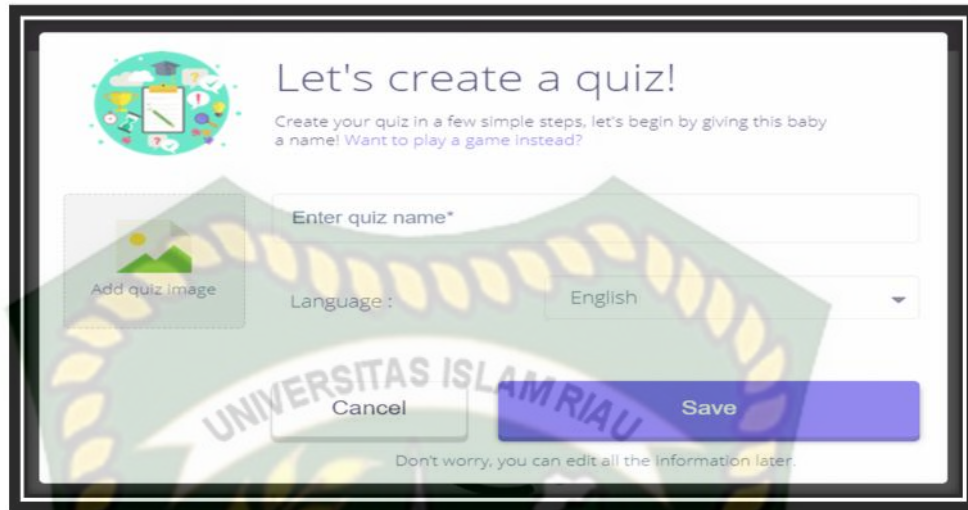 Let's create a quiz!
Create your quiz in a few simple steps, let's begin by giving this baby
a name! Want to play a game instead?
Enter quiz name*
Add quiz image
Language :
English
UNIVERSITAS ISLAM RIAU
Cancel
Save
Don't worry, you can edit all the information later.